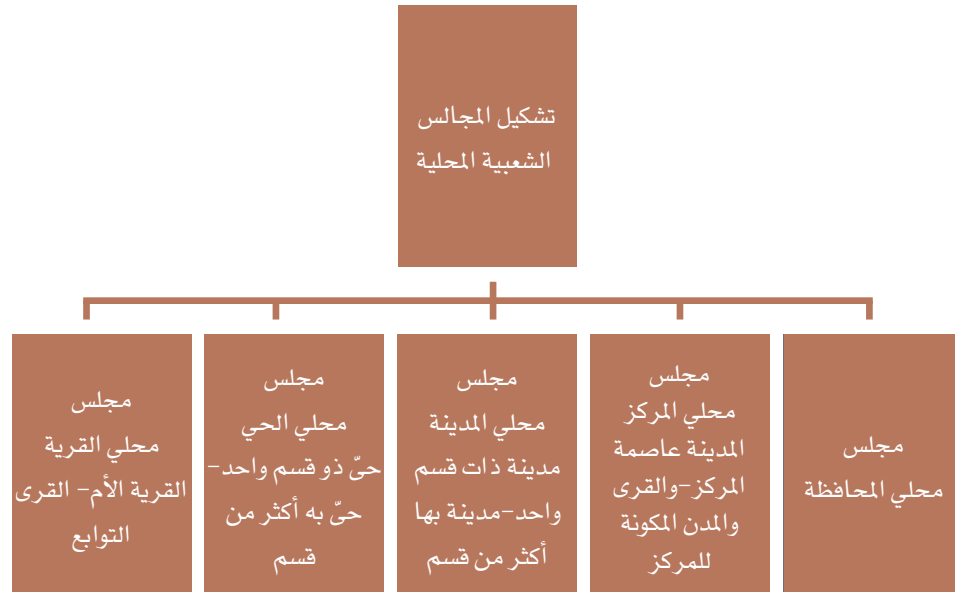 تشكيل المجالس
الشعبية المحلية
مجلس
محلي المحافظة
مجلس
محلي المركز
المدينة عاصمة
المركز-والقرى
والمدن المكونة
للمركز
مجلس
محلي المدينة
مدينة ذات قسم
واحد-مدينة بها
أكثر من قسم
مجلس
محلي الحي
حيّ ذو قسم واحد-
حيّ به أكثر من
قسم
مجلس
محلي القرية
القرية الأم- القرى
التوابع